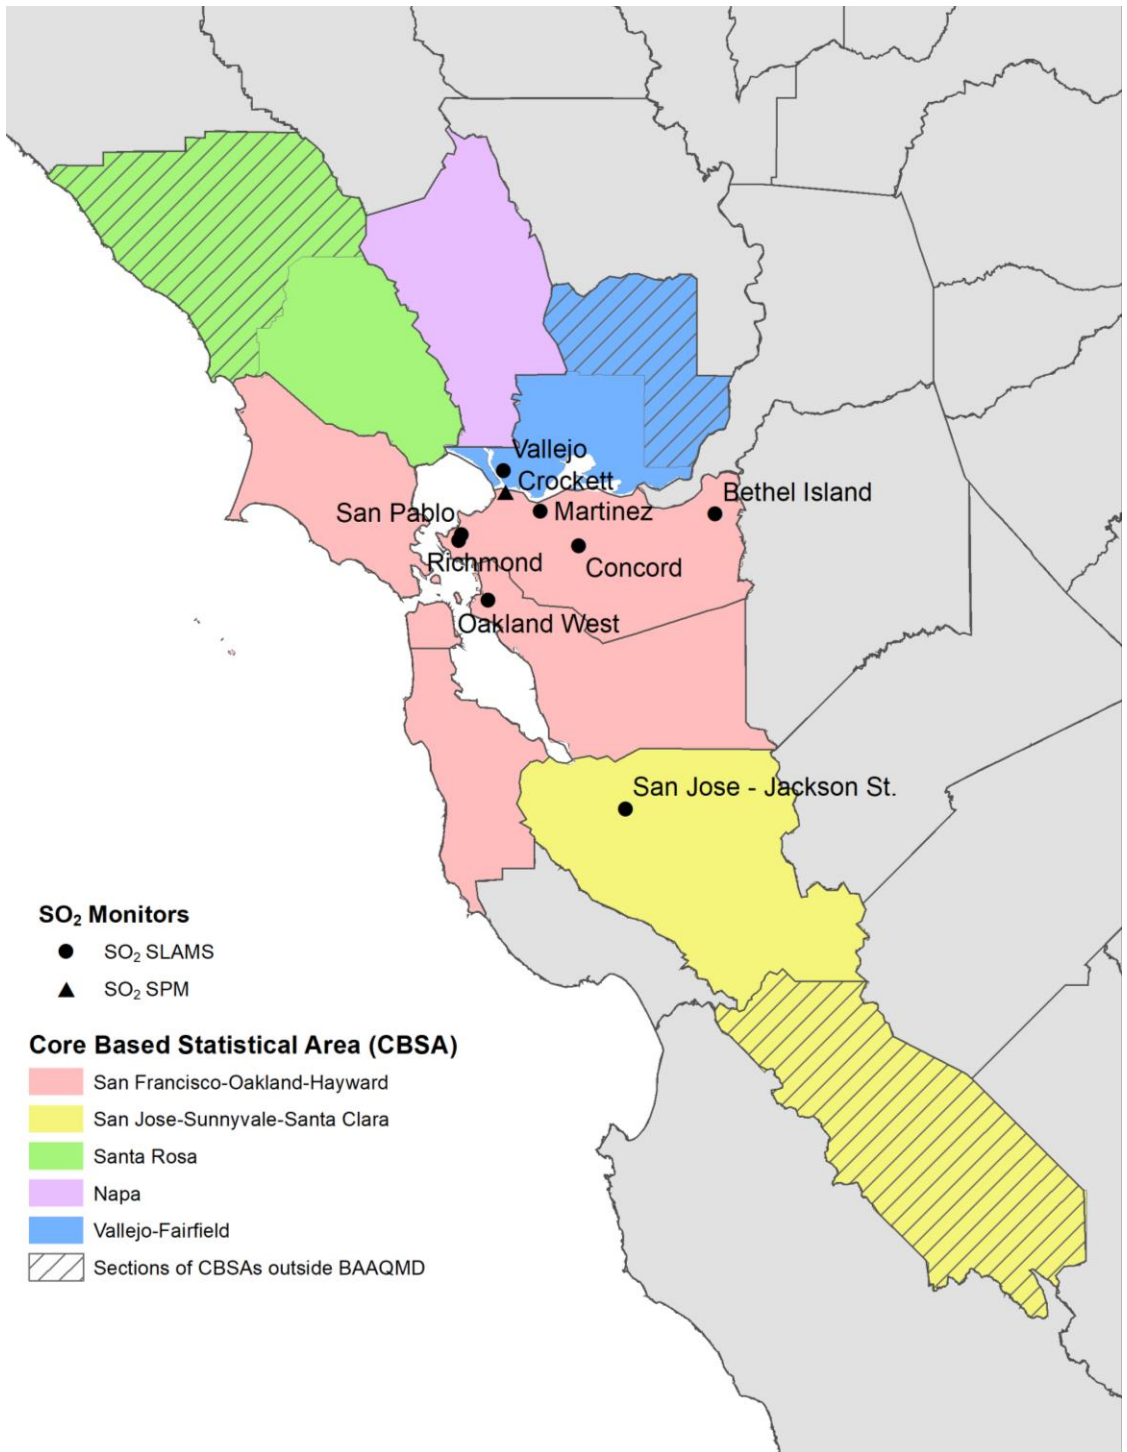 Vallejo
Crockett
Bethel Island
San Pablo
Martinez
Richmond
Concord
Oakland West
San Jose - Jackson St.
SO₂ Monitors
SO₂ SLAMS
SO₂ SPM
Core Based Statistical Area (CBSA)
San Francisco-Oakland-Hayward
San Jose-Sunnyvale-Santa Clara
Santa Rosa
Napa
Vallejo-Fairfield
Sections of CBSAs outside BAAQMD